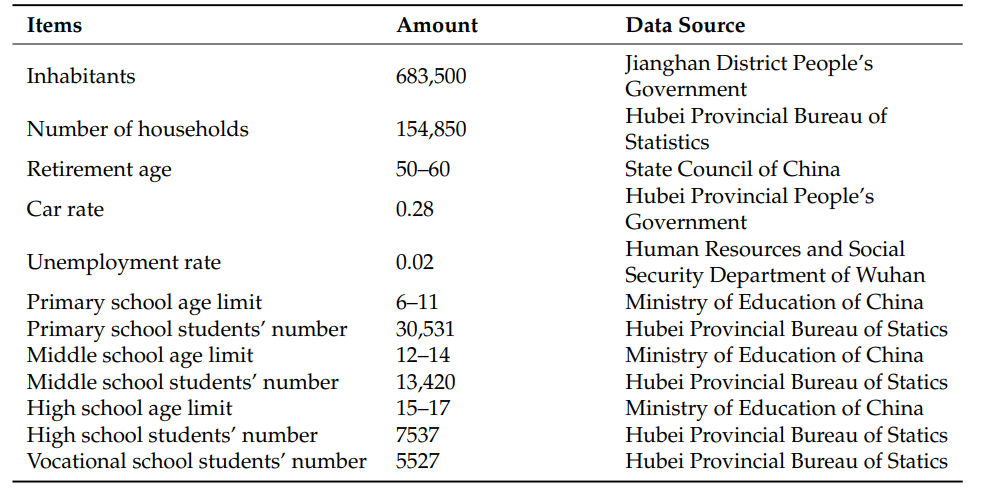 Items Amount Data Source
Inhabitants 683,500 Jianghan District People's
Government
Number of households 154,850 Hubei Provincial Bureau of
Statistics
Retirement age 50–60 State Council of China
Car rate 0.28 Hubei Provincial People's
Government
Unemployment rate 0.02 Human Resources and Social
Security Department of Wuhan
Primary school age limit 6–11 Ministry of Education of China
Primary school students' number 30,531 Hubei Provincial Bureau of Statics
Middle school age limit 12–14 Ministry of Education of China
Middle school students' number 13,420 Hubei Provincial Bureau of Statics
High school age limit 15–17 Ministry of Education of China
High school students' number 7537 Hubei Provincial Bureau of Statics
Vocational school students' number 5527 Hubei Provincial Bureau of Statics